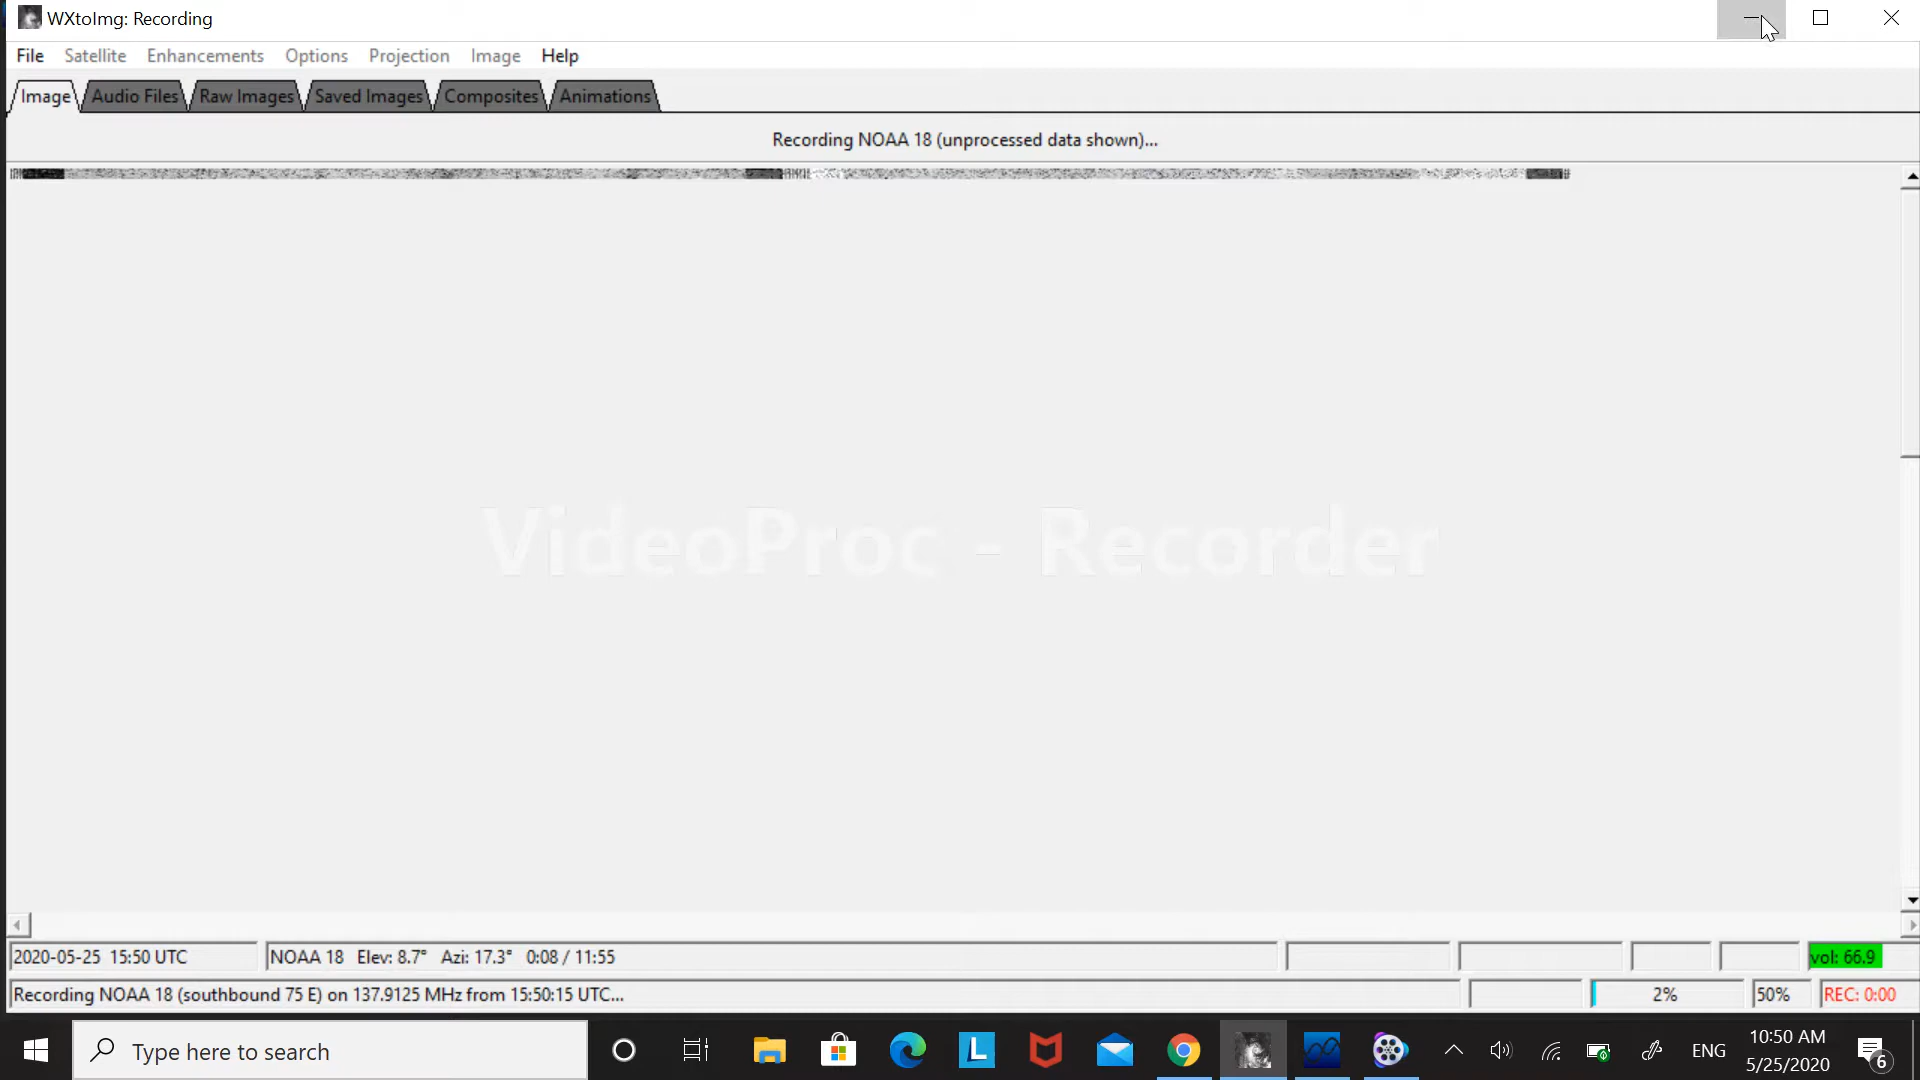 WXtoImg: Recording
File Satellite Enhancements Options Projection Image Help
Image Audio Files Raw Images Saved Images Composites Animations
Recording NOAA 18 (unprocessed data shown)...
VideoProc - Recorder
2020-05-25 15:50 UTC NOAA 18 Elev: 8.7° Azi: 17.3° 0:08 / 11:55 vol: 66.9
Recording NOAA 18 (southbound 75 E) on 137.9125 MHz from 15:50:15 UTC... 2% 50% REC: 0:00
Type here to search L ENG 10:50 AM
5/25/2020 6